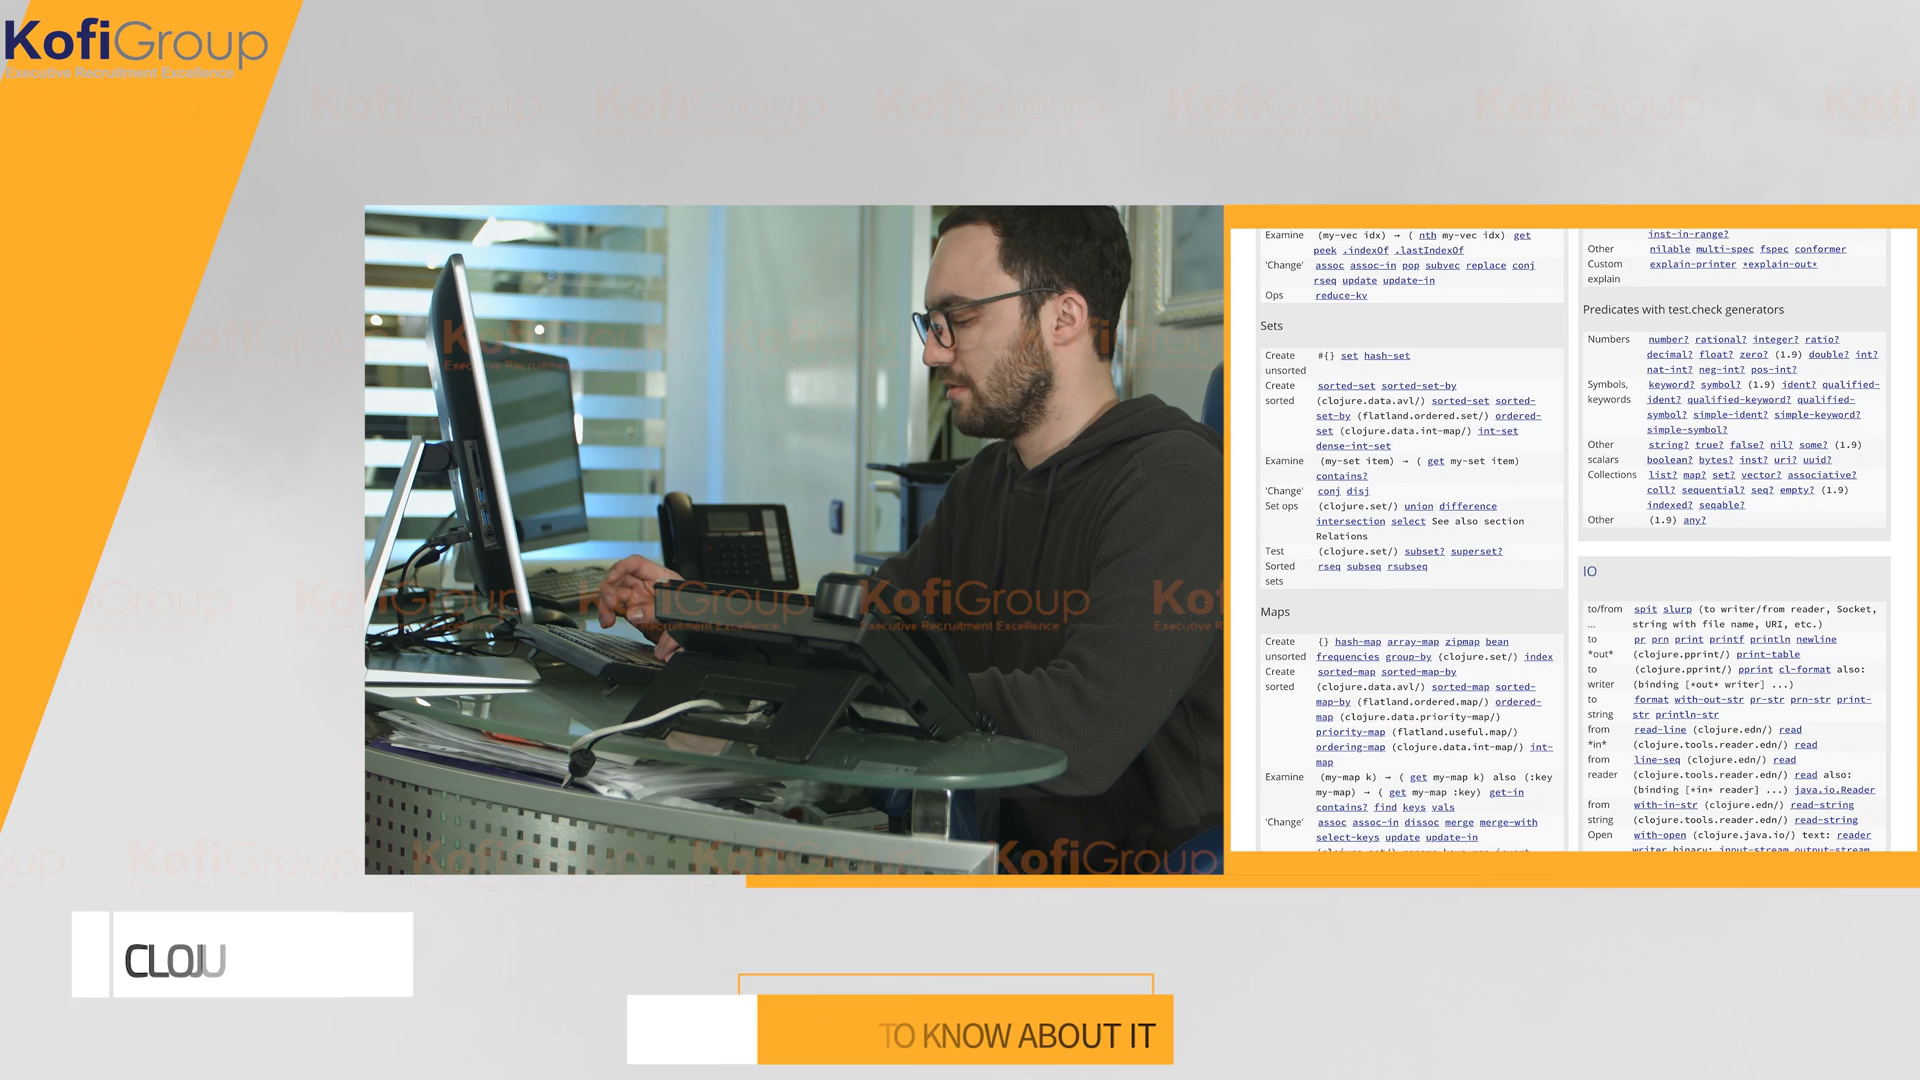 KofiGroup
Executive Recruitment Excellence
Examine (my-vec idx) → ( nth my-vec idx) get
peek .indexOf .lastIndexOf
'Change' assoc assoc-in pop subvec replace conj
rseq update update-in
Ops reduce-kv
Sets
Create unsorted #{} set hash-set
Create sorted sorted-set sorted-set-by
(clojure.data.avl/) sorted-set sorted-
set-by (flatland.ordered.set/) ordered-
set (clojure.data.int-map/) int-set
dense-int-set
Examine (my-set item) → ( get my-set item)
contains?
'Change' conj disj
Set ops (clojure.set/) union difference
intersection select See also section
Relations
Test (clojure.set/) subset? superset?
Sorted sets rseq subseq rsubseq
Maps
Create unsorted {} hash-map array-map zipmap bean
frequencies group-by (clojure.set/) index
Create sorted sorted-map sorted-map-by
(clojure.data.avl/) sorted-map sorted-
map-by (flatland.ordered.map/) ordered-
map (clojure.data.priority-map/)
priority-map (flatland.useful.map/)
ordering-map (clojure.data.int-map/) int-
map
Examine (my-map k) → ( get my-map k) also (:key
my-map) → ( get my-map :key) get-in
contains? find keys vals
'Change' assoc assoc-in dissoc merge merge-with
select-keys update update-in
inst-in-range?
Other nilable multi-spec fspec conformer
Custom explain explain-printer *explain-out*
Predicates with test.check generators
Numbers number? rational? integer? ratio?
decimal? float? zero? (1.9) double? int?
nat-int? neg-int? pos-int?
Symbols, keywords keyword? symbol? (1.9) ident? qualified-
ident? qualified-keyword? qualified-
symbol? simple-ident? simple-keyword?
simple-symbol?
Other scalars string? true? false? nil? some? (1.9)
boolean? bytes? inst? uri? uuid?
Collections list? map? set? vector? associative?
coll? sequential? seq? empty? (1.9)
indexed? seqable?
Other (1.9) any?
IO
to/from ... spit slurp (to writer/from reader, Socket,
string with file name, URI, etc.)
to *out* pr prn print printf println newline
(clojure.pprint/) print-table
to writer (clojure.pprint/) pprint cl-format also:
(binding [*out* writer] ...)
to string format with-out-str pr-str prn-str print-
str println-str
from *in* read-line (clojure.edn/) read
(clojure.tools.reader.edn/) read
from reader line-seq (clojure.edn/) read
(clojure.tools.reader.edn/) read also:
(binding [*in* reader] ...) java.io.Reader
from string with-in-str (clojure.edn/) read-string
(clojure.tools.reader.edn/) read-string
Open with-open (clojure.java.io/) text: reader
writer binary: input-stream output-stream
CLOJU
TO KNOW ABOUT IT